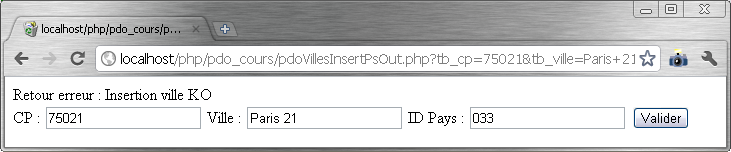 localhost/php/pdo_cours/p...
localhost/php/pdo_cours/pdoVillesInsertPsOut.php?tb_cp=75021&tb_ville=Paris+21
Retour erreur : Insertion ville KO
CP : 75021 Ville : Paris 21 ID Pays : 033 Valider